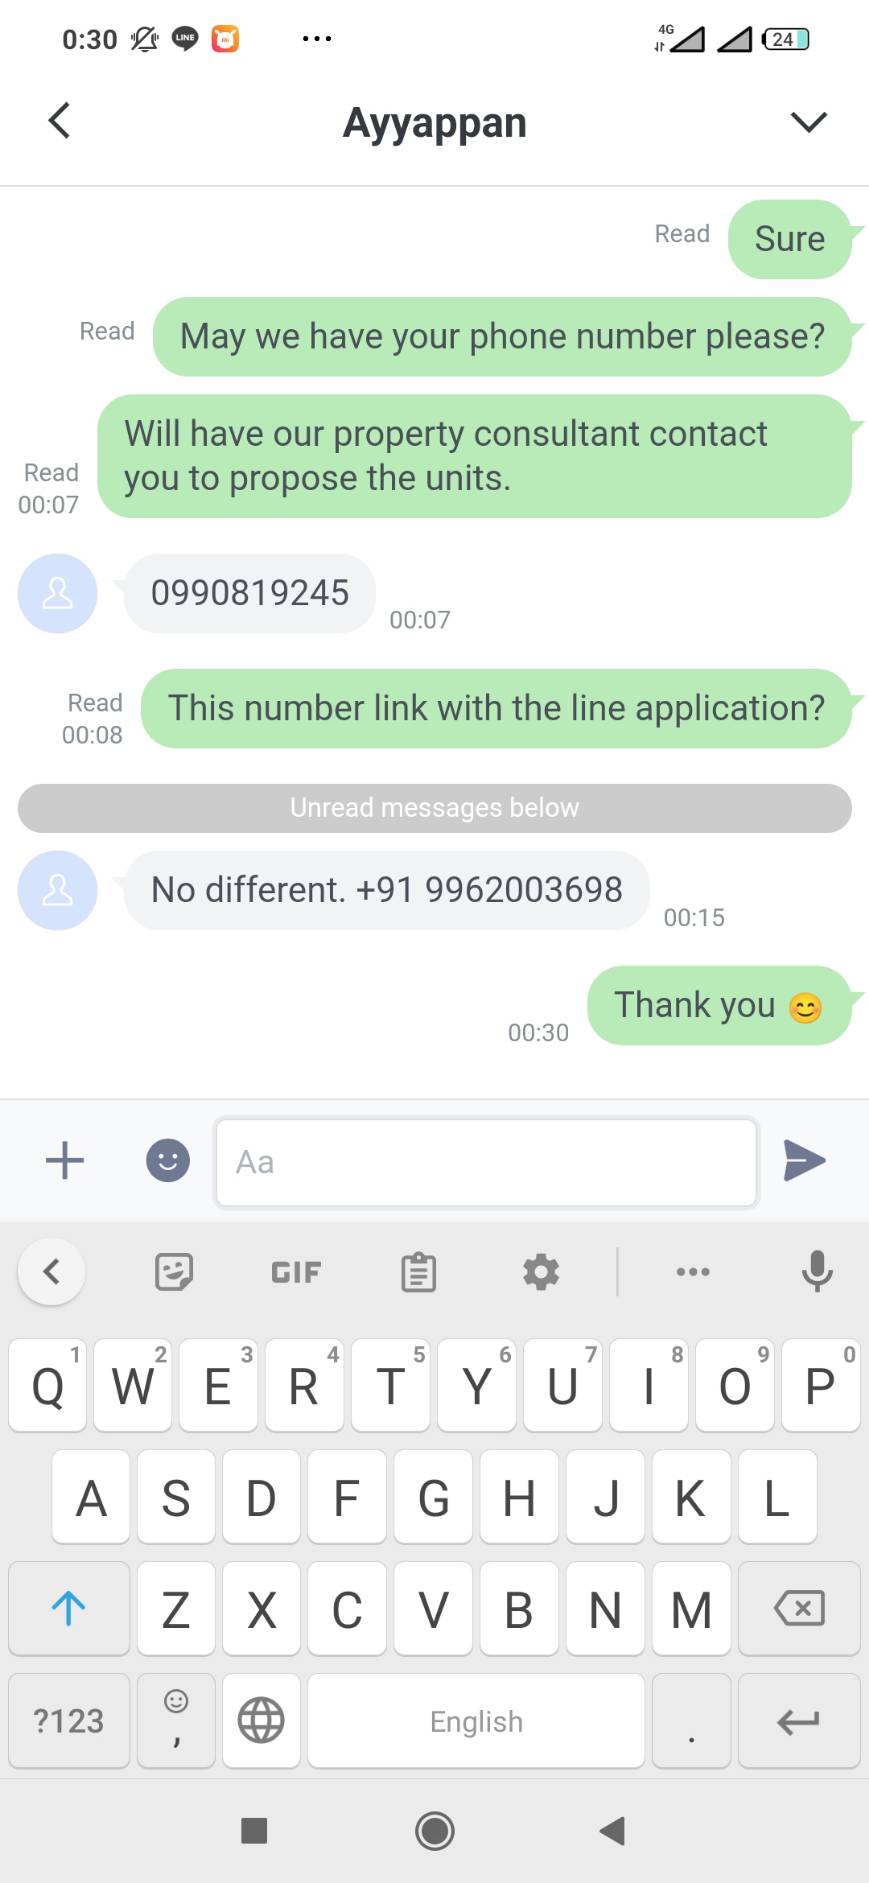 0:30 LINE ... 4G 24
Ayyappan
Read Sure
Read May we have your phone number please?
Will have our property consultant contact
Read you to propose the units.
00:07
0990819245
00:07
Read This number link with the line application?
00:08
Unread messages below
No different. +91 9962003698
00:15
Thank you 😊
00:30
Aa
GIF
Q 1 W 2 E 3 R 4 T 5 Y 6 U 7 I 8 O 9 P 0
A S D F G H J K L
Z X C V B N M
?123 , English .